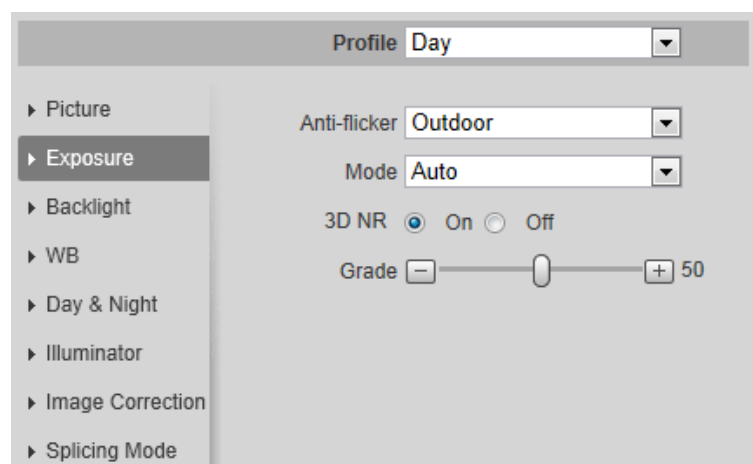 Profile Day
Picture
Anti-flicker Outdoor
Exposure
Mode Auto
Backlight
3D NR On Off
WB
Grade 50
Day & Night
Illuminator
Image Correction
Splicing Mode